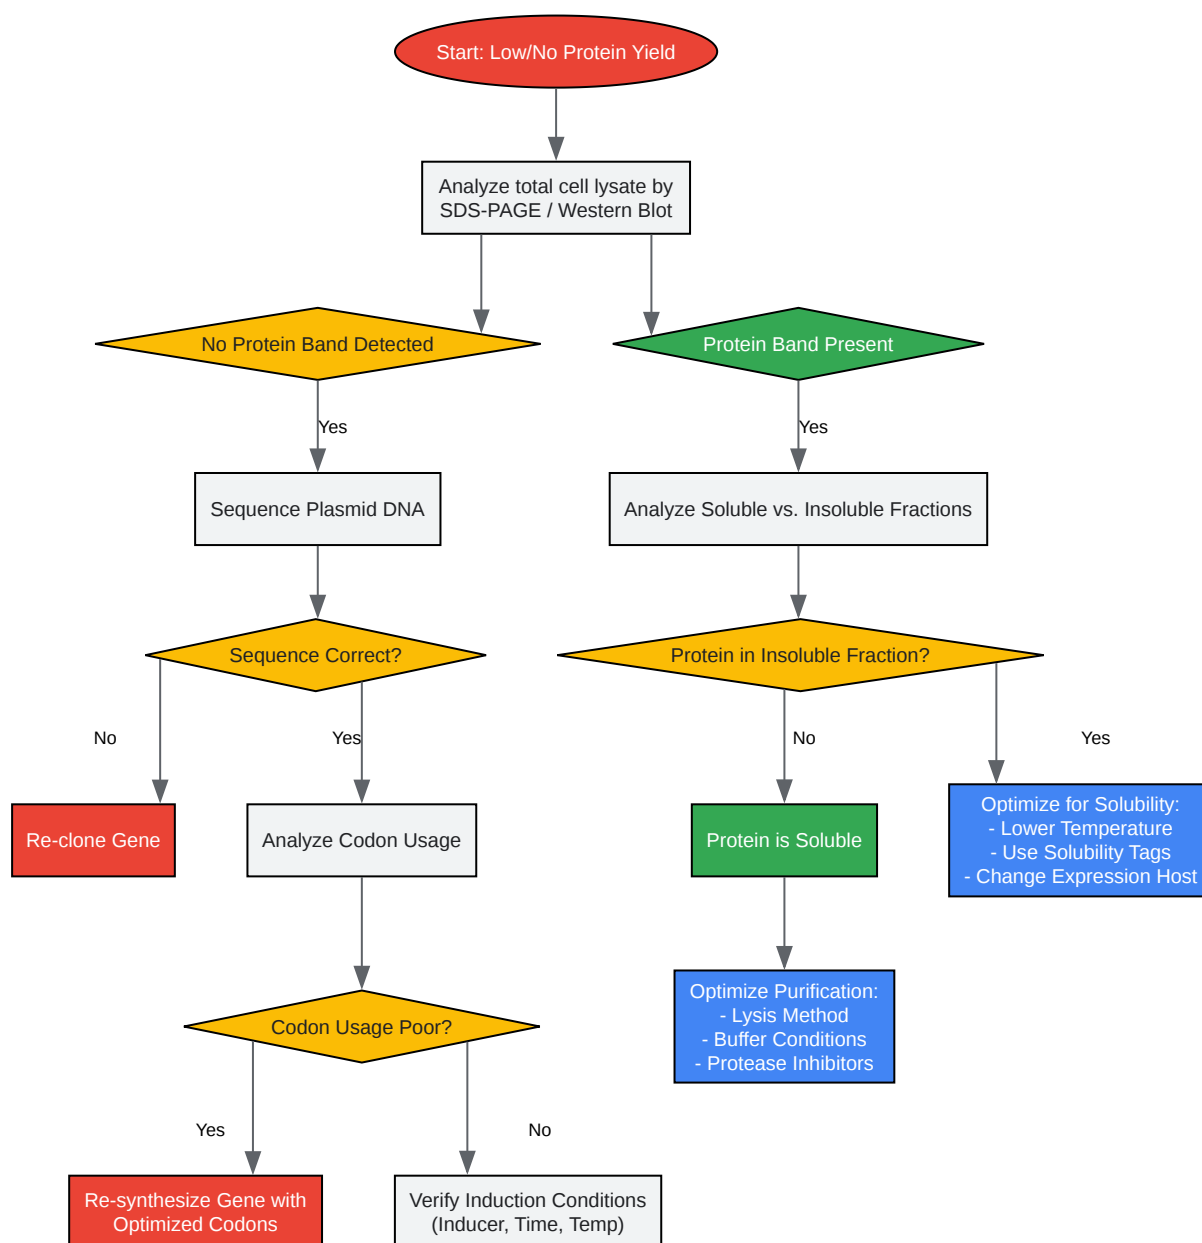 Start: Low/No Protein Yield
Analyze total cell lysate by
SDS-PAGE / Western Blot
No Protein Band Detected
Protein Band Present
Yes
Yes
Sequence Plasmid DNA
Analyze Soluble vs. Insoluble Fractions
Sequence Correct?
Protein in Insoluble Fraction?
No
Yes
No
Yes
Re-clone Gene
Analyze Codon Usage
Protein is Soluble
Optimize for Solubility:
- Lower Temperature
- Use Solubility Tags
- Change Expression Host
Optimize Purification:
- Lysis Method
- Buffer Conditions
- Protease Inhibitors
Codon Usage Poor?
Yes
No
Re-synthesize Gene with
Optimized Codons
Verify Induction Conditions
(Inducer, Time, Temp)